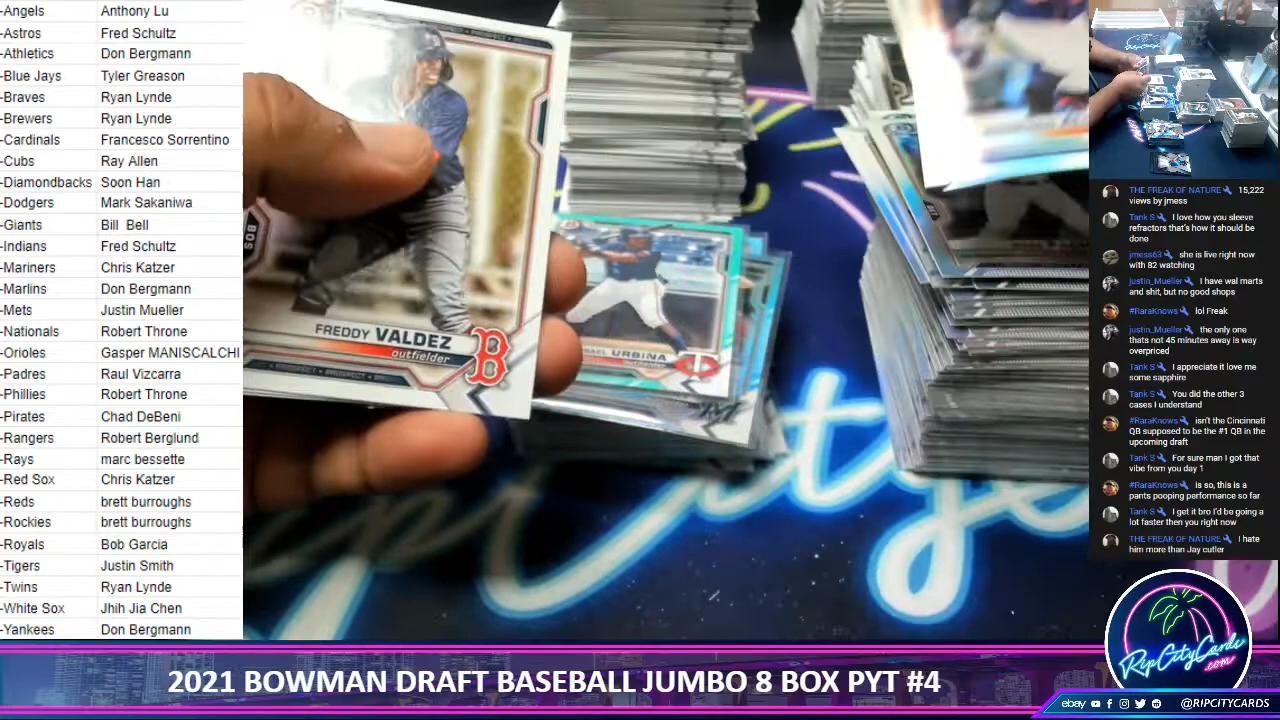 -Angels Anthony Lu
-Astros Fred Schultz
-Athletics Don Bergmann
-Blue Jays Tyler Greason
-Braves Ryan Lynde
-Brewers Ryan Lynde
-Cardinals Francesco Sorrentino
-Cubs Ray Allen
-Diamondbacks Soon Han
-Dodgers Mark Sakaniwa
-Giants Bill Bell
-Indians Fred Schultz
-Mariners Chris Katzer
-Marlins Don Bergmann
-Mets Justin Mueller
-Nationals Robert Throne
-Orioles Gasper MANISCALCHI
-Padres Raul Vizcarra
-Phillies Robert Throne
-Pirates Chad DeBeni
-Rangers Robert Berglund
-Rays marc bessette
-Red Sox Chris Katzer
-Reds brett burroughs
-Rockies brett burroughs
-Royals Bob Garcia
-Tigers Justin Smith
-Twins Ryan Lynde
-White Sox Jhih Jia Chen
-Yankees Don Bergmann
BOS
FREDDY VALDEZ
outfielder
B
URBINA
THE FREAK OF NATURE 15,222
views by jmess
Tank S I love how you sleeve
refractors that's how it should be
done
jmess63 she is live right now
with 82 watching
justin_Mueller I have wal marts
and shit, but no good shops
#RaraKnows lol Freak
justin_Mueller the only one
thats not 45 minutes away is way
overpriced
Tank S I appreciate it love me
some sapphire
Tank S You did the other 3
cases I understand
#RaraKnows isn't the Cincinnati
QB supposed to be the #1 QB in the
upcoming draft
Tank S For sure man I got that
vibe from you day 1
#RaraKnows is so, this is a
pants pooping performance so far
Tank S I get it bro I'd be going a
lot faster then you right now
THE FREAK OF NATURE I hate
him more than Jay cutler
RipCityCards
.com
2021 BOWMAN DRAFT BASEBALL JUMBO 8 BOX PYT #4
ebay @RIPCITYCARDS